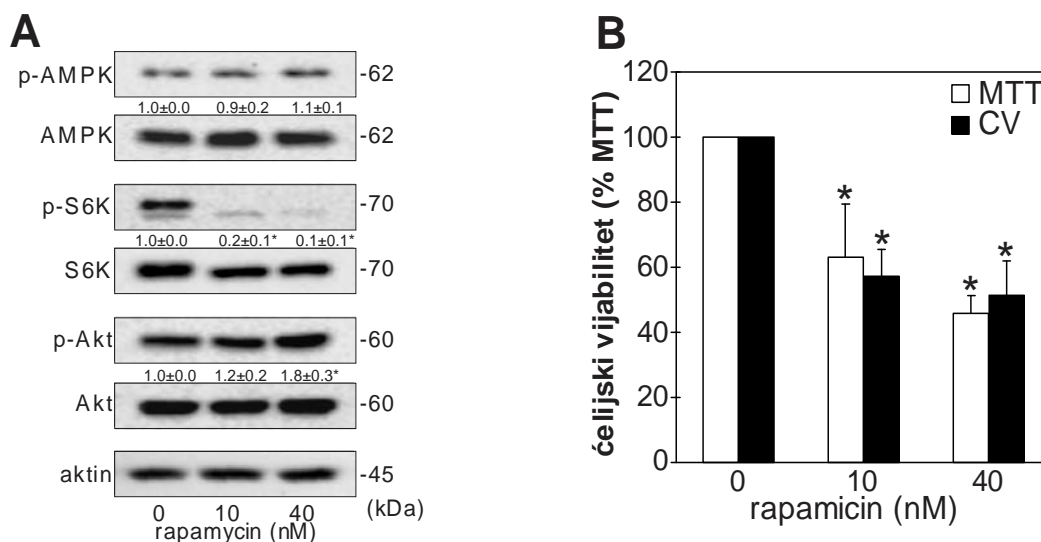 A
p-AMPK
-62
1.0±0.0 0.9±0.2 1.1±0.1
AMPK
-62
p-S6K
-70
1.0±0.0 0.2±0.1* 0.1±0.1*
S6K
-70
p-Akt
-60
1.0±0.0 1.2±0.2 1.8±0.3*
Akt
-60
aktin
-45
0 10 40 (kDa)
rapamycin (nM)
B
ćelijski vijabilitet (% MTT)
120
100
80
60
40
20
0
MTT
CV
* *
* *
0 10 40
rapamicin (nM)